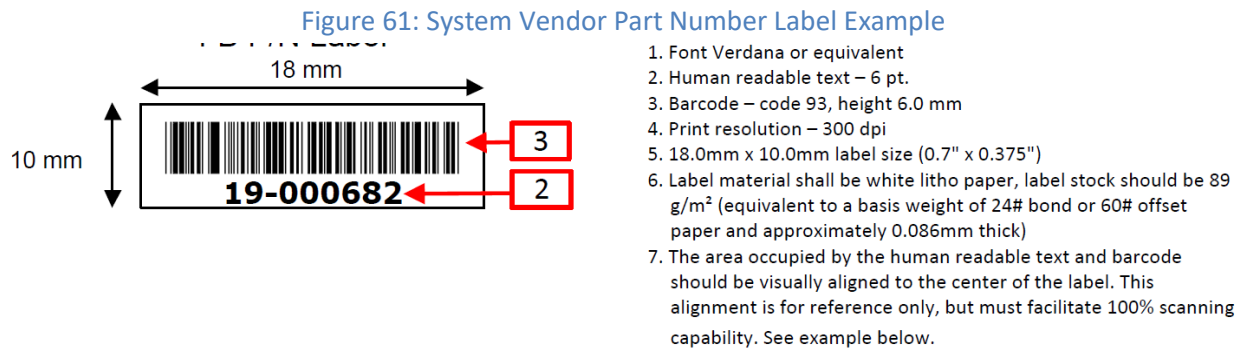 Figure 61: System Vendor Part Number Label Example
18 mm
10 mm
3
19-000682
2
1. Font Verdana or equivalent
2. Human readable text – 6 pt.
3. Barcode – code 93, height 6.0 mm
4. Print resolution – 300 dpi
5. 18.0mm x 10.0mm label size (0.7" x 0.375")
6. Label material shall be white litho paper, label stock should be 89
g/m² (equivalent to a basis weight of 24# bond or 60# offset
paper and approximately 0.086mm thick)
7. The area occupied by the human readable text and barcode
should be visually aligned to the center of the label. This
alignment is for reference only, but must facilitate 100% scanning
capability. See example below.